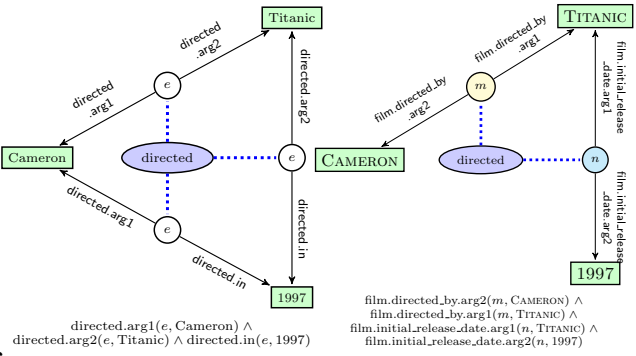 Titanic
directed
.arg2
e
directed
.arg1
directed.arg2
Cameron
directed
e
directed.arg1
directed.in
e
directed.in
1997
directed.arg1(e, Cameron) ∧
directed.arg2(e, Titanic) ∧ directed.in(e, 1997)
TITANIC
film.directed_by
.arg1
m
film.directed_by
.arg2
film.initial_release
_date.arg1
CAMERON
directed
n
film.initial_release
_date.arg2
1997
film.directed_by.arg2(m, CAMERON) ∧
film.directed_by.arg1(m, TITANIC) ∧
film.initial_release_date.arg1(n, TITANIC) ∧
film.initial_release_date.arg2(n, 1997)